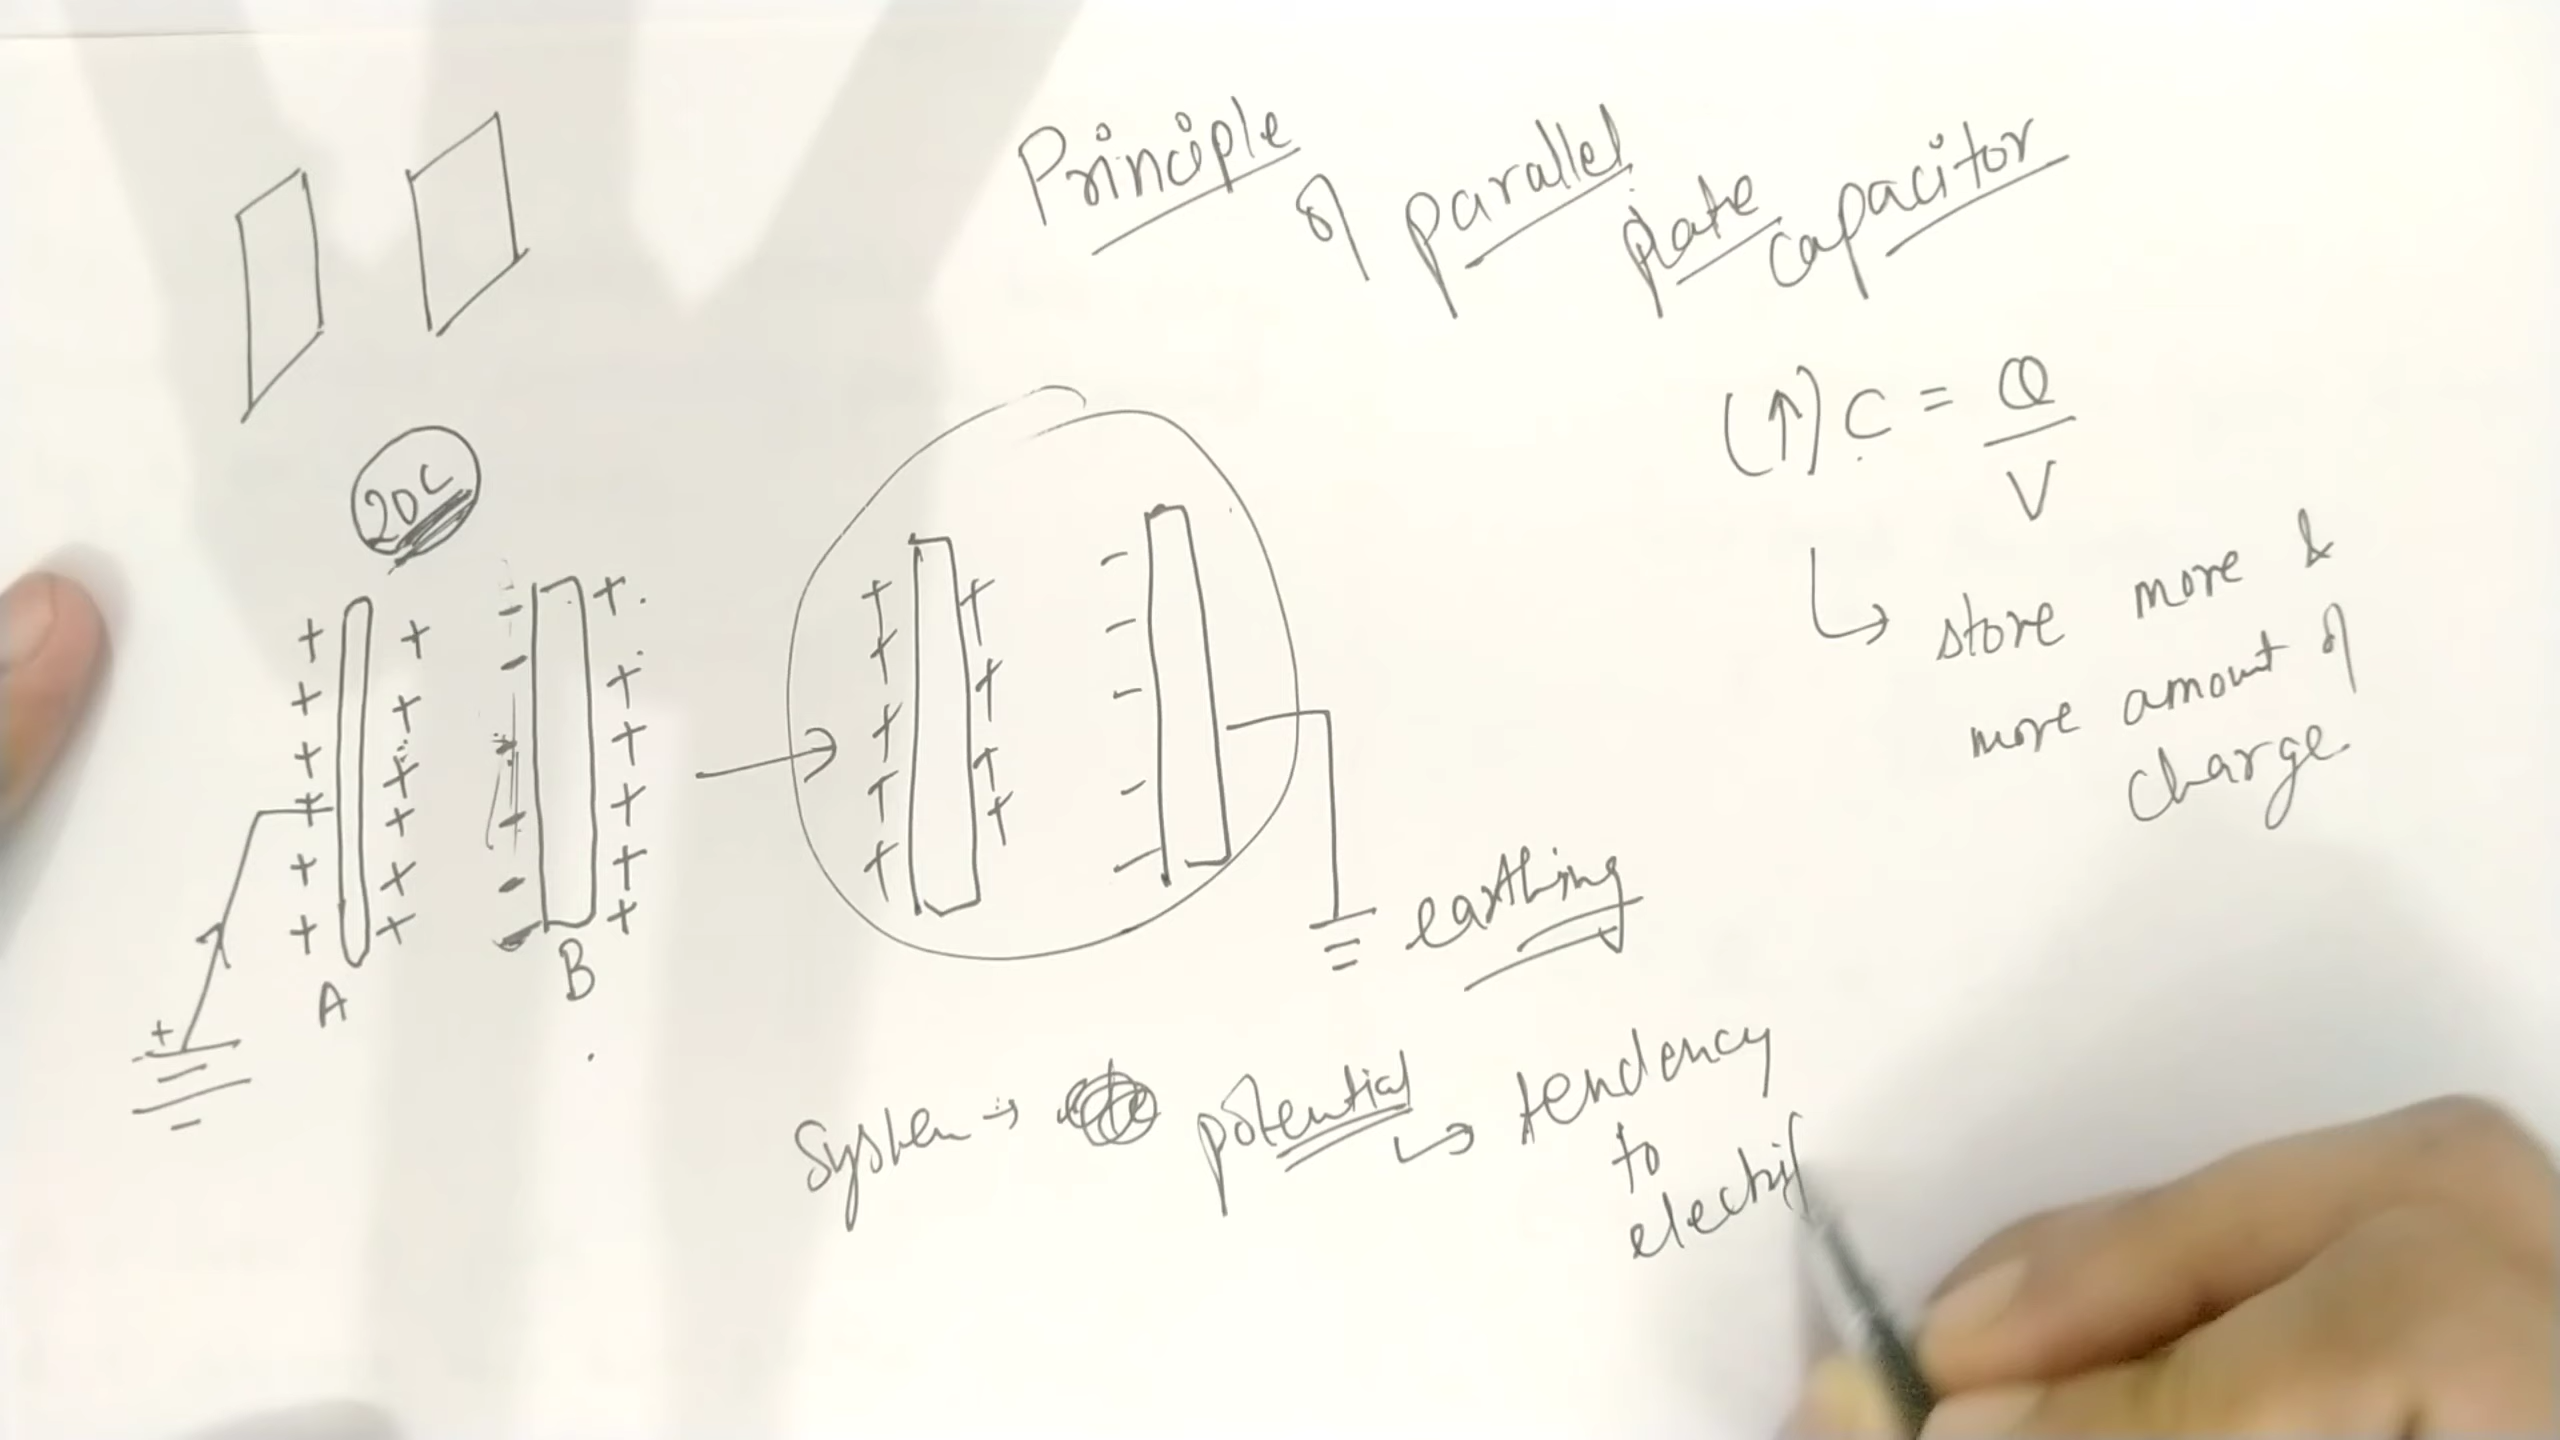 Principle of parallel plate capacitor
20C
(↑) C = Q
V
↳ store more &
more amount of
charge
+ + - +.
+ + - +
+ + - +
+ + - +
+ + - +
+ + - +
A
B
+
+ + -
+ + -
+ + -
+ + -
+ -
earthing
System → potential ↳ tendency
to
electrif